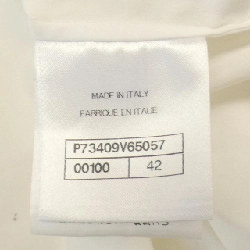 MADE IN ITALY
FABRIQUE EN ITALIE
P73409V65057
00100 42